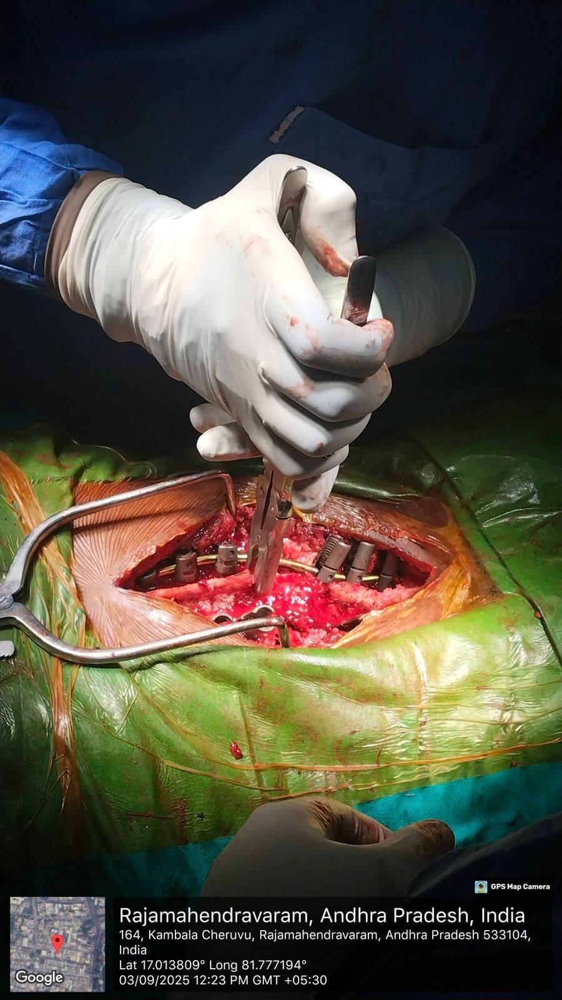 GPS Map Camera
Rajamahendravaram, Andhra Pradesh, India
164, Kambala Cheruvu, Rajamahendravaram, Andhra Pradesh 533104,
India
Lat 17.013809° Long 81.777194°
03/09/2025 12:23 PM GMT +05:30
Google